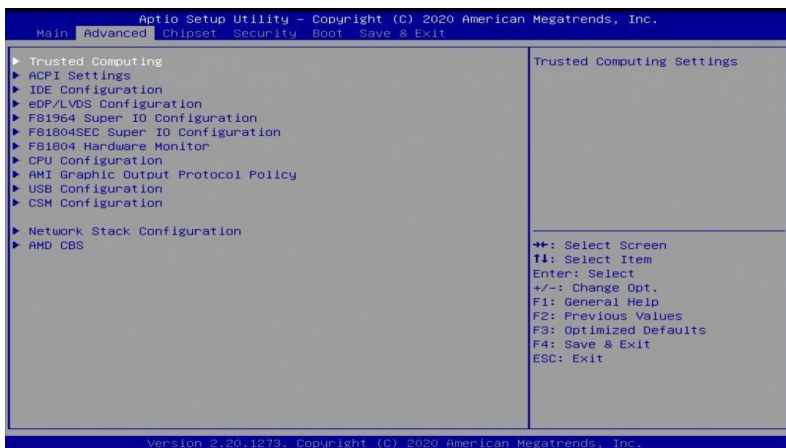 Aptio Setup Utility – Copyright (C) 2020 American Megatrends, Inc.
Main Advanced Chipset Security Boot Save & Exit
▶ Trusted Computing
▶ ACPI Settings
▶ IDE Configuration
▶ eDP/LVDS Configuration
▶ F81964 Super IO Configuration
▶ F81804SEC Super IO Configuration
▶ F81804 Hardware Monitor
▶ CPU Configuration
▶ AMI Graphic Output Protocol Policy
▶ USB Configuration
▶ CSM Configuration
▶ Network Stack Configuration
▶ AMD CBS
Trusted Computing Settings
→←: Select Screen
↑↓: Select Item
Enter: Select
+/-: Change Opt.
F1: General Help
F2: Previous Values
F3: Optimized Defaults
F4: Save & Exit
ESC: Exit
Version 2.20.1273. Copyright (C) 2020 American Megatrends, Inc.